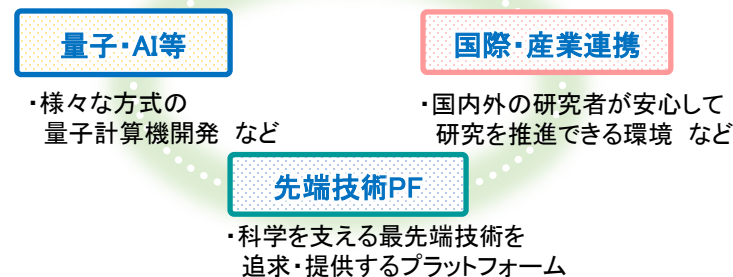 量子・AI等
・様々な方式の
量子計算機開発 など
国際・産業連携
・国内外の研究者が安心して
研究を推進できる環境 など
先端技術PF
・科学を支える最先端技術を
追求・提供するプラットフォーム